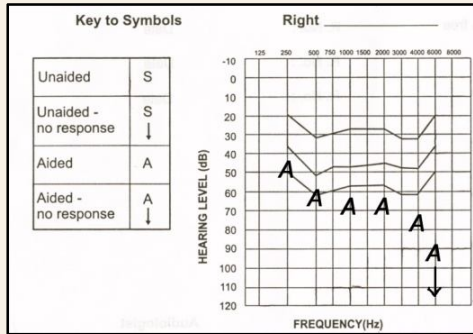 Key to Symbols
Unaided S
Unaided -
no response S
↓
Aided A
Aided -
no response A
↓
Right
125 250 500 750 1000 1500 2000 3000 4000 6000 8000
-10
0
10
20
30
40
50
60
70
80
90
100
110
120
HEARING LEVEL (dB)
A
A
A
A
A
A
↓
FREQUENCY(Hz)